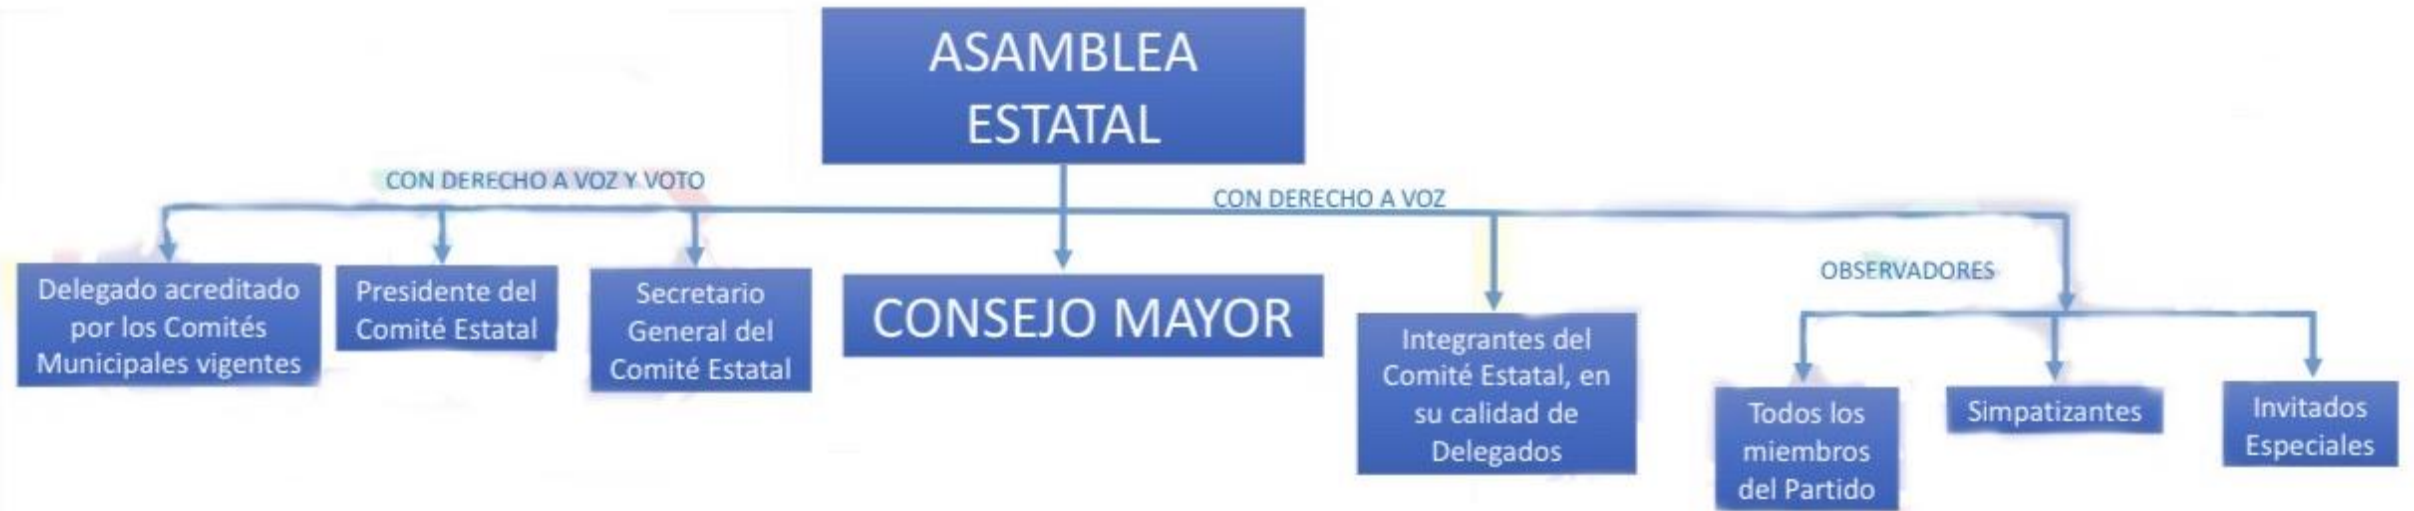 ASAMBLEA
ESTATAL
CON DERECHO A VOZ Y VOTO
CON DERECHO A VOZ
Delegado acreditado
por los Comités
Municipales vigentes
Presidente del
Comité Estatal
Secretario
General del
Comité Estatal
CONSEJO MAYOR
Integrantes del
Comité Estatal, en
su calidad de
Delegados
OBSERVADORES
Todos los
miembros
del Partido
Simpatizantes
Invitados
Especiales